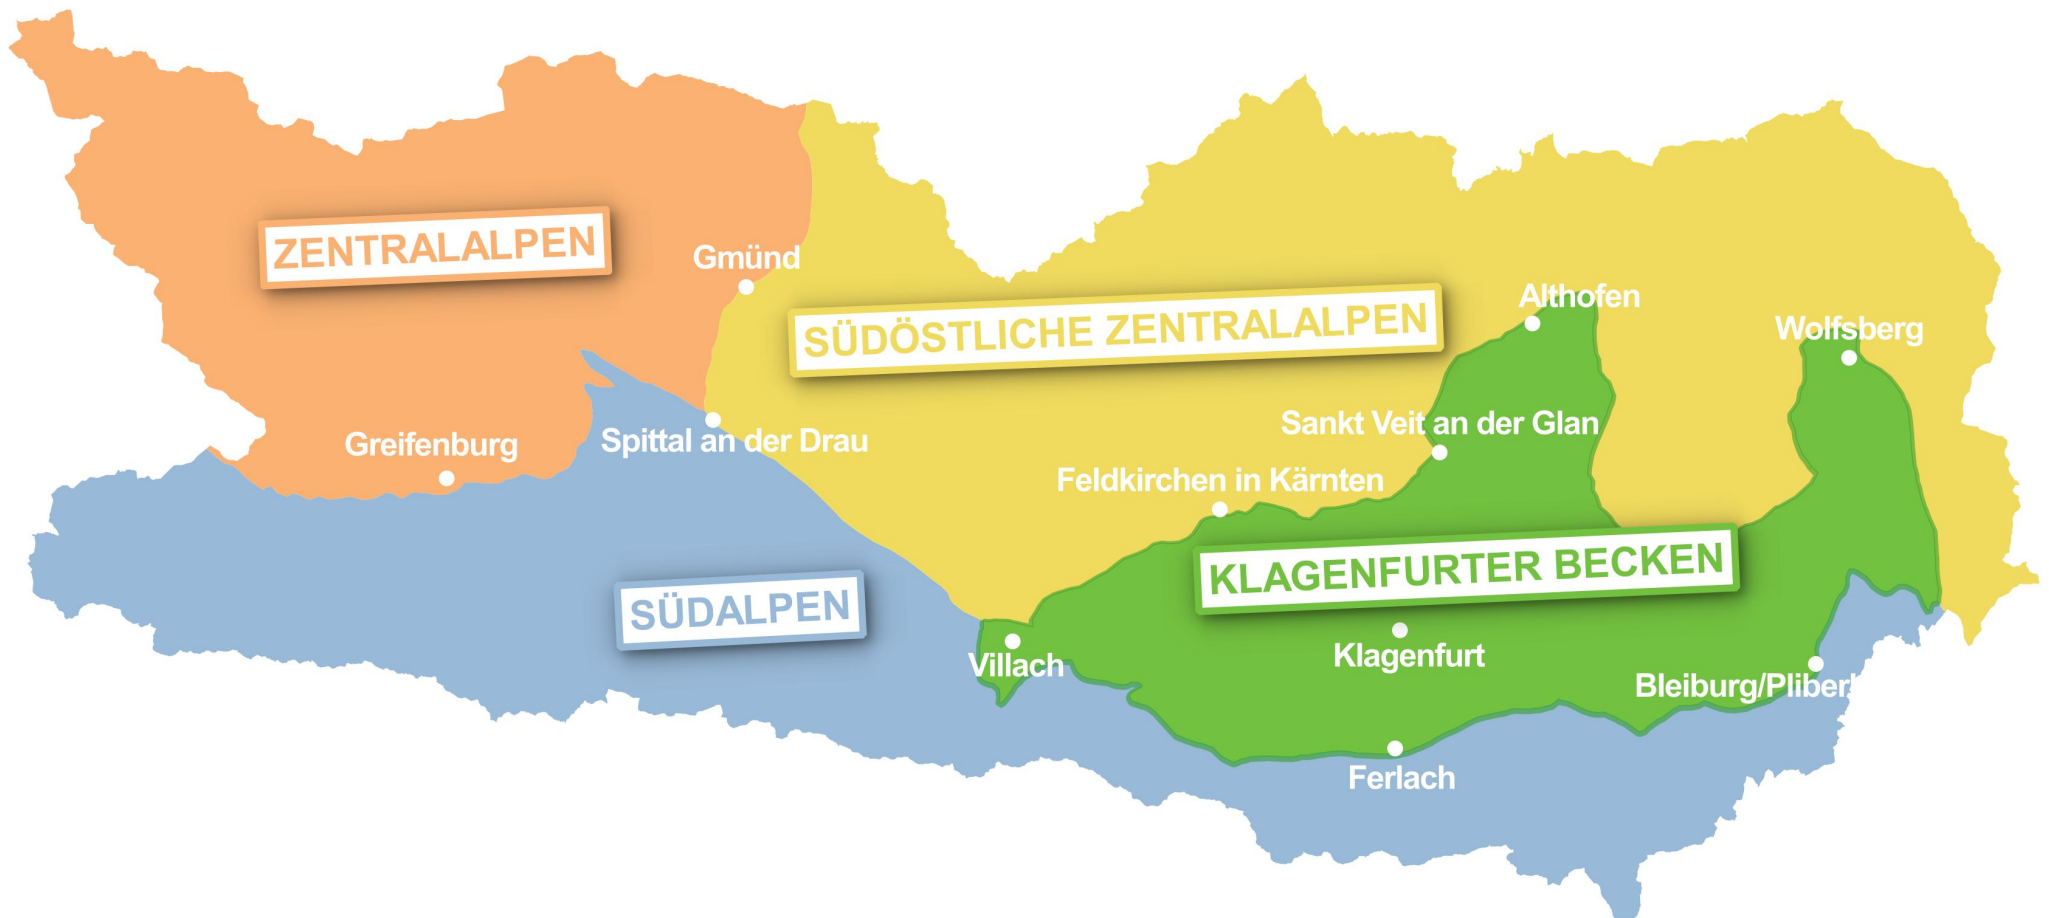 ZENTRALALPEN
Gmünd
SÜDÖSTLICHE ZENTRALALPEN
Althofen
Wolfsberg
Greifenburg
Spittal an der Drau
Sankt Veit an der Glan
Feldkirchen in Kärnten
KLAGENFURTER BECKEN
SÜDALPEN
Villach
Klagenfurt
Ferlach